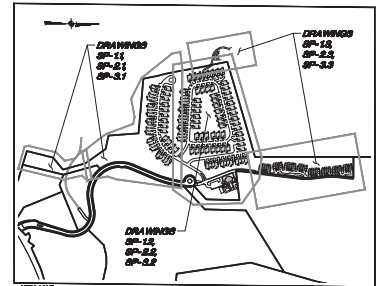 DRAWINGS
SP-1.1,
SP-2.1,
SP-3.1
DRAWINGS
SP-1.3,
SP-2.3,
SP-3.3
DRAWINGS
SP-1.2,
SP-2.2,
SP-3.2